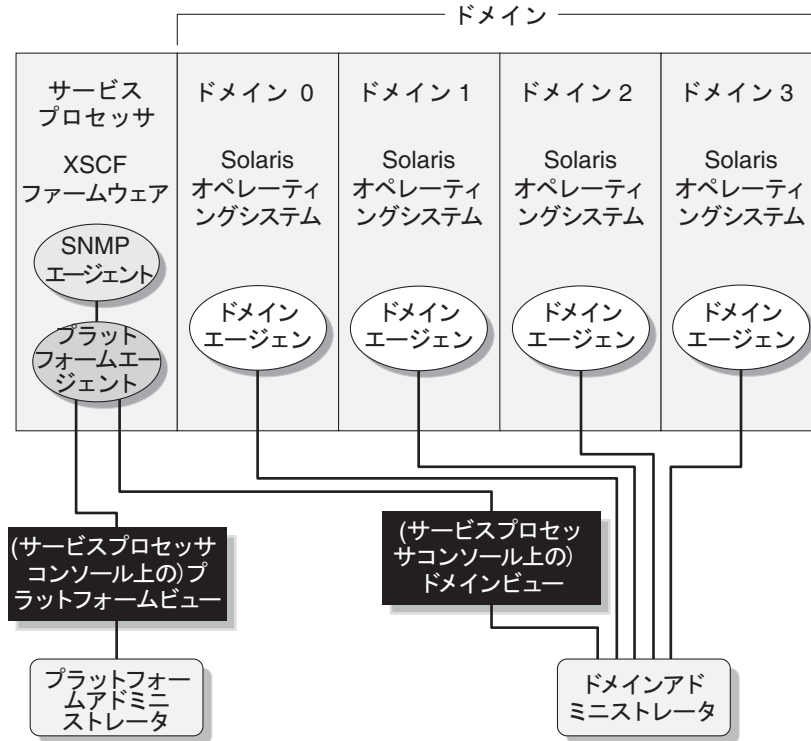 ドメイン
サービス
プロセッサ
XSCF
ファームウェア
SNMP
エージェント
プラット
フォームエー
ジェント
ドメイン 0
Solaris
オペレーティ
ングシステム
ドメイン
エージェン
ドメイン 1
Solaris
オペレーティ
ングシステム
ドメイン
エージェン
ドメイン 2
Solaris
オペレーティ
ングシステム
ドメイン
エージェン
ドメイン 3
Solaris
オペレーティ
ングシステム
ドメイン
エージェン
(サービスプロセッサ
コンソール上の)プ
ラットフォームビュー
(サービスプロセッ
サコンソール上の)
ドメインビュー
プラットフォー
ムアドミニ
ストレータ
ドメインアド
ミニストレータ